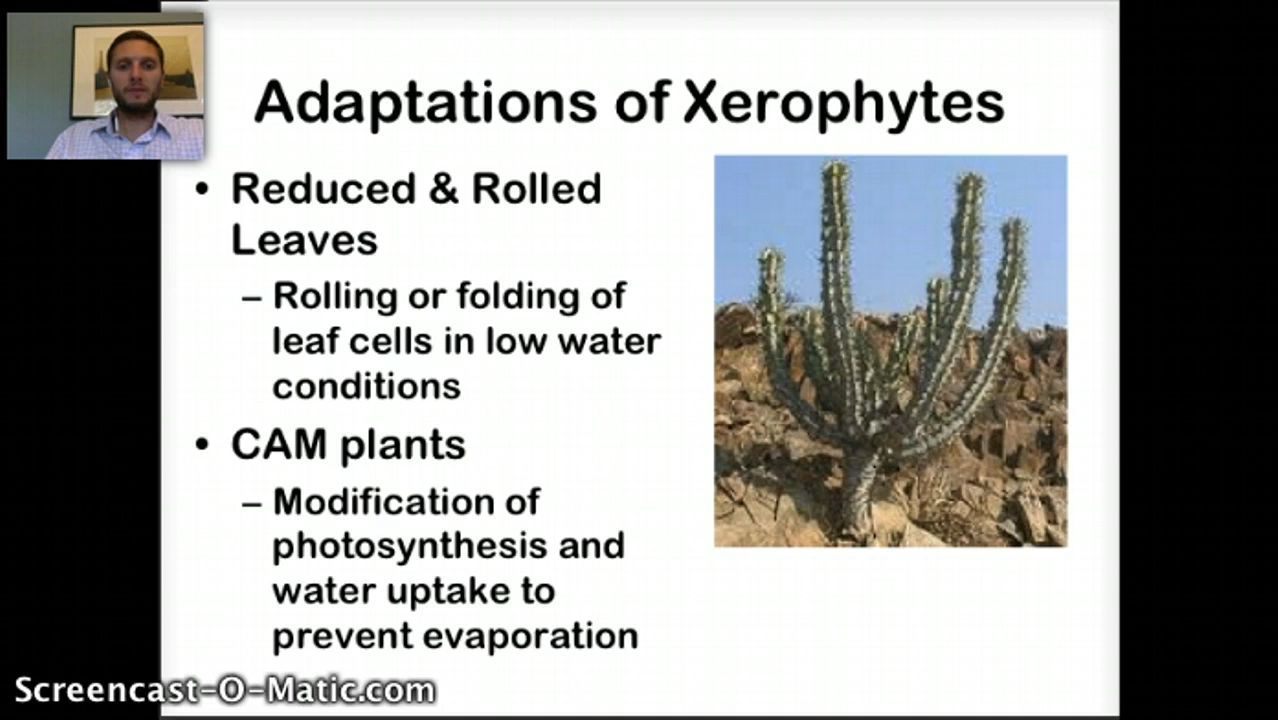 Adaptations of Xerophytes
• Reduced & Rolled
Leaves
– Rolling or folding of
leaf cells in low water
conditions
• CAM plants
– Modification of
photosynthesis and
water uptake to
prevent evaporation
Screencast-O-Matic.com